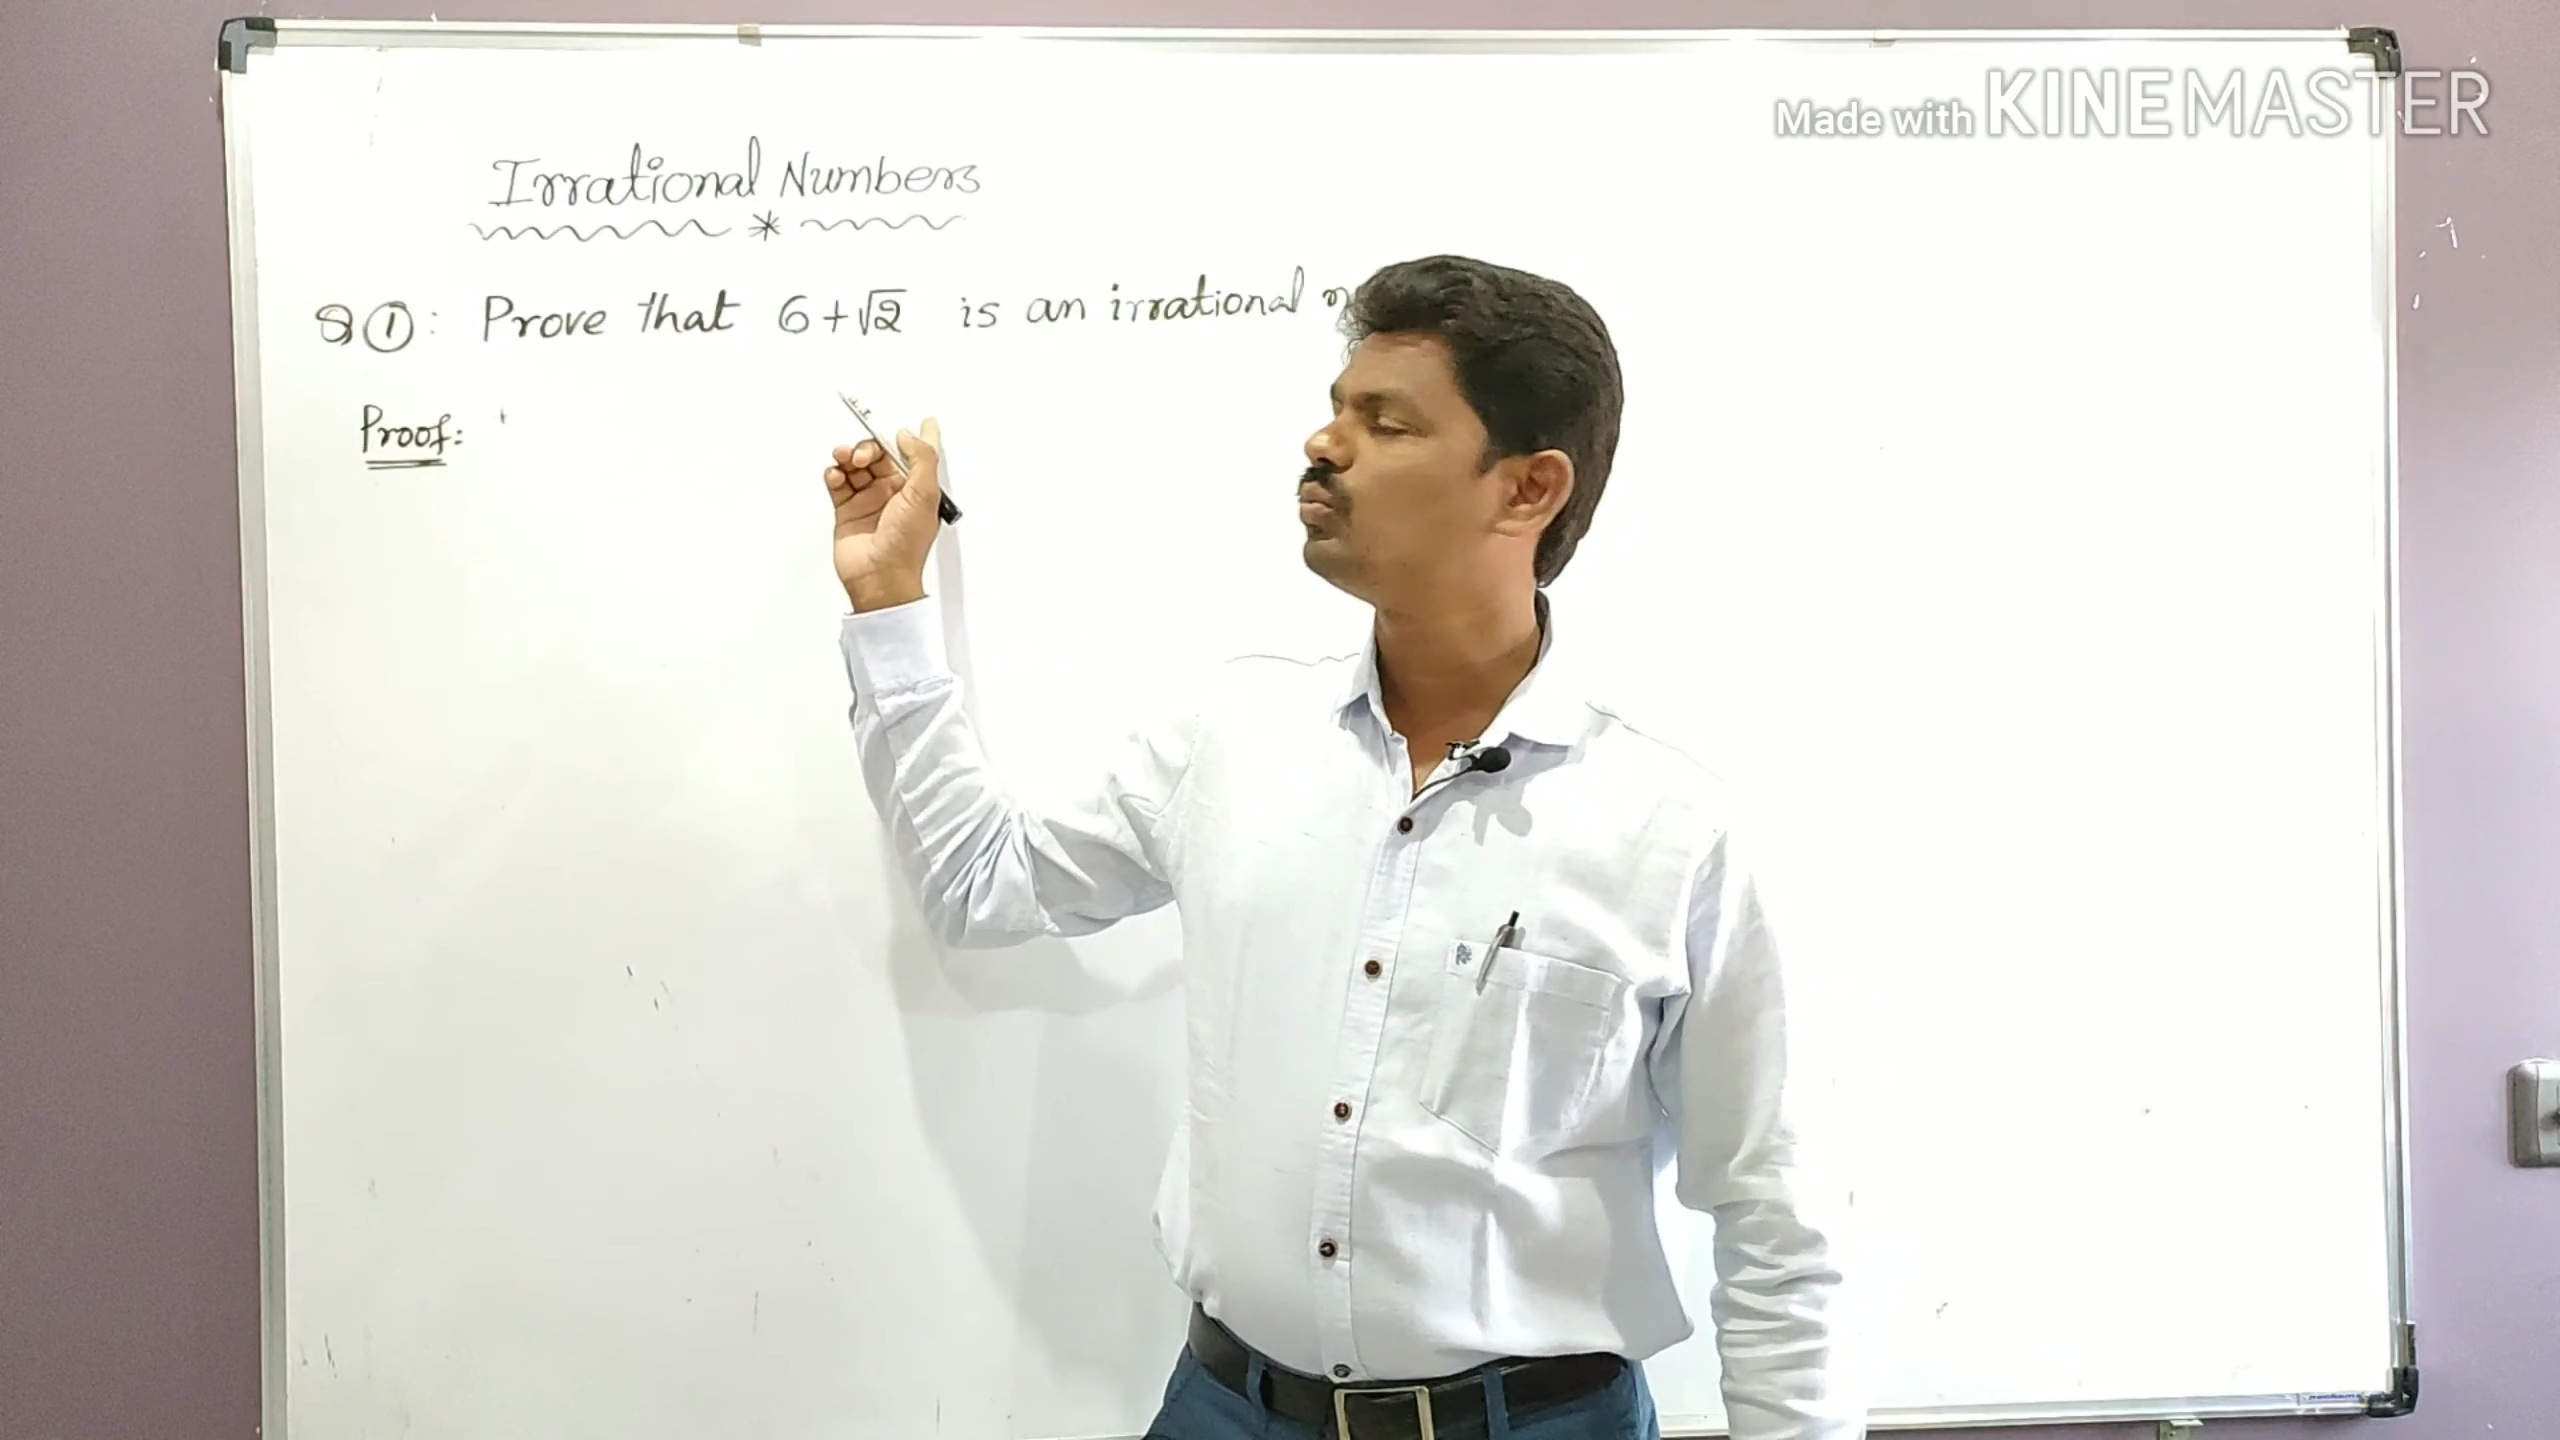 Made with KINEMASTER
Irrational Numbers
Q①: Prove that 6+√2 is an irrational
Proof: